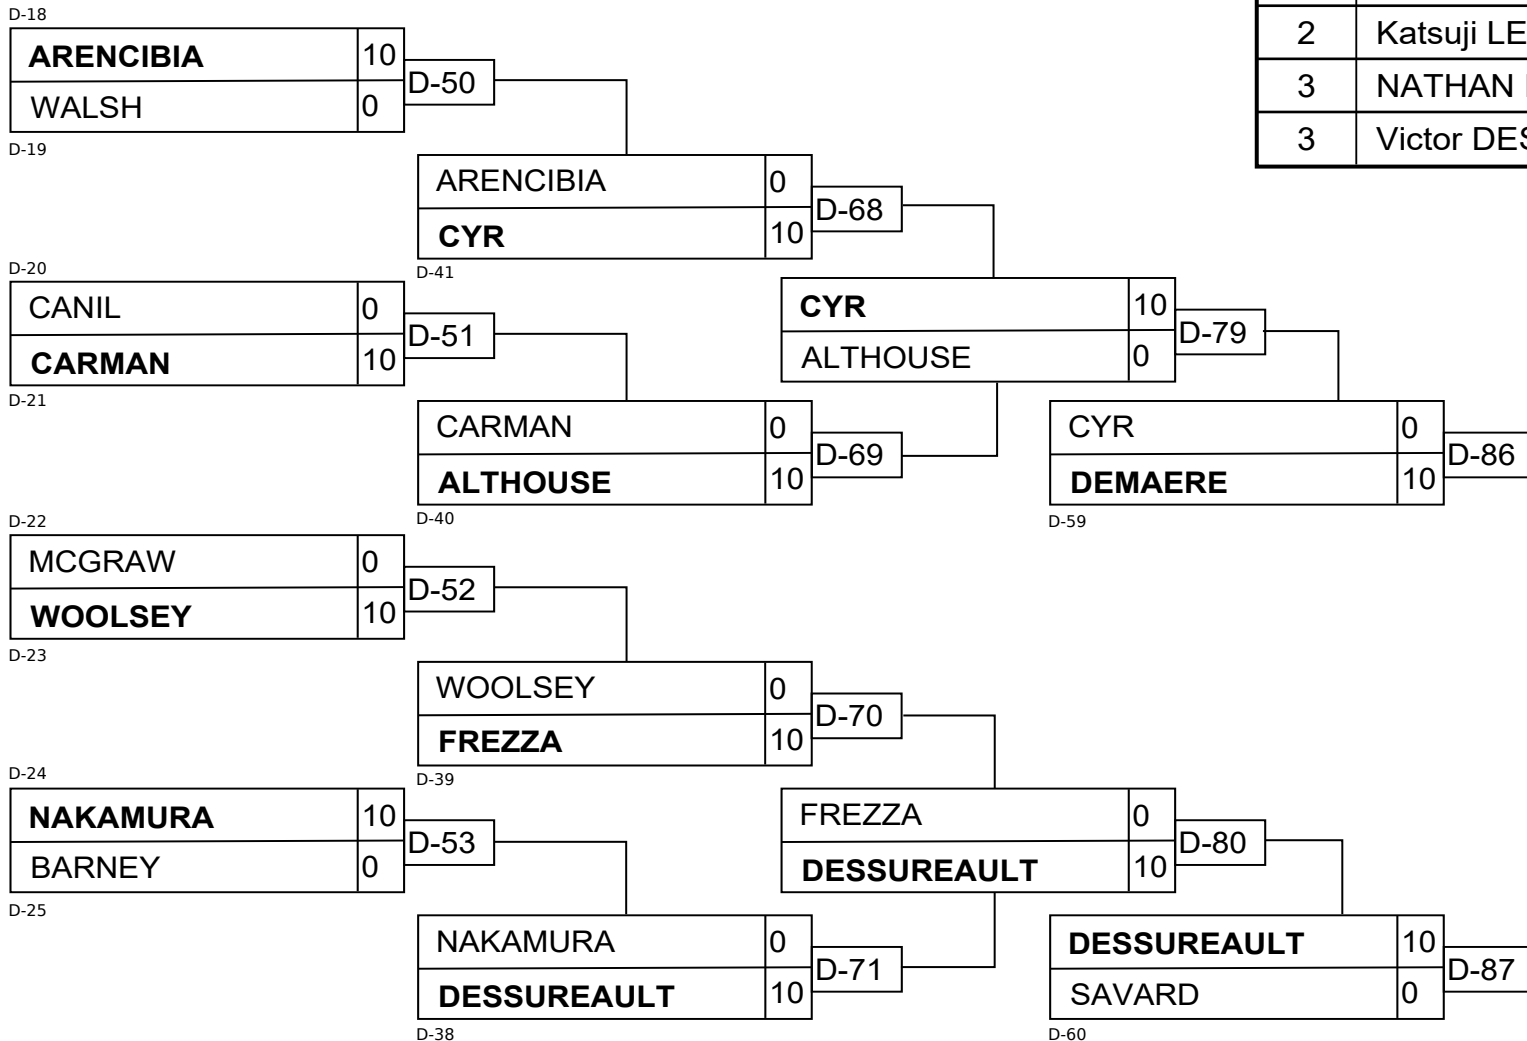 D-18
ARENCIBIA 10
D-50
WALSH 0
D-19
2 Katsuji
3 NATHAN
3 Victor
ARENCIBIA 0
D-68
CYR 10
D-41
D-20
CANIL 0
D-51
CARMAN 10
D-21
CYR 10
D-79
ALTHOUSE 0
CARMAN 0
D-69
ALTHOUSE 10
D-40
CYR 0
D-86
DEMAERE 10
D-59
D-22
MCGRAW 0
D-52
WOOLSEY 10
D-23
WOOLSEY 0
D-70
FREZZA 10
D-39
D-24
NAKAMURA 10
D-53
BARNEY 0
D-25
FREZZA 0
D-80
DESSUREAULT 10
NAKAMURA 0
D-71
DESSUREAULT 10
D-38
DESSUREAULT 10
D-87
SAVARD 0
D-60